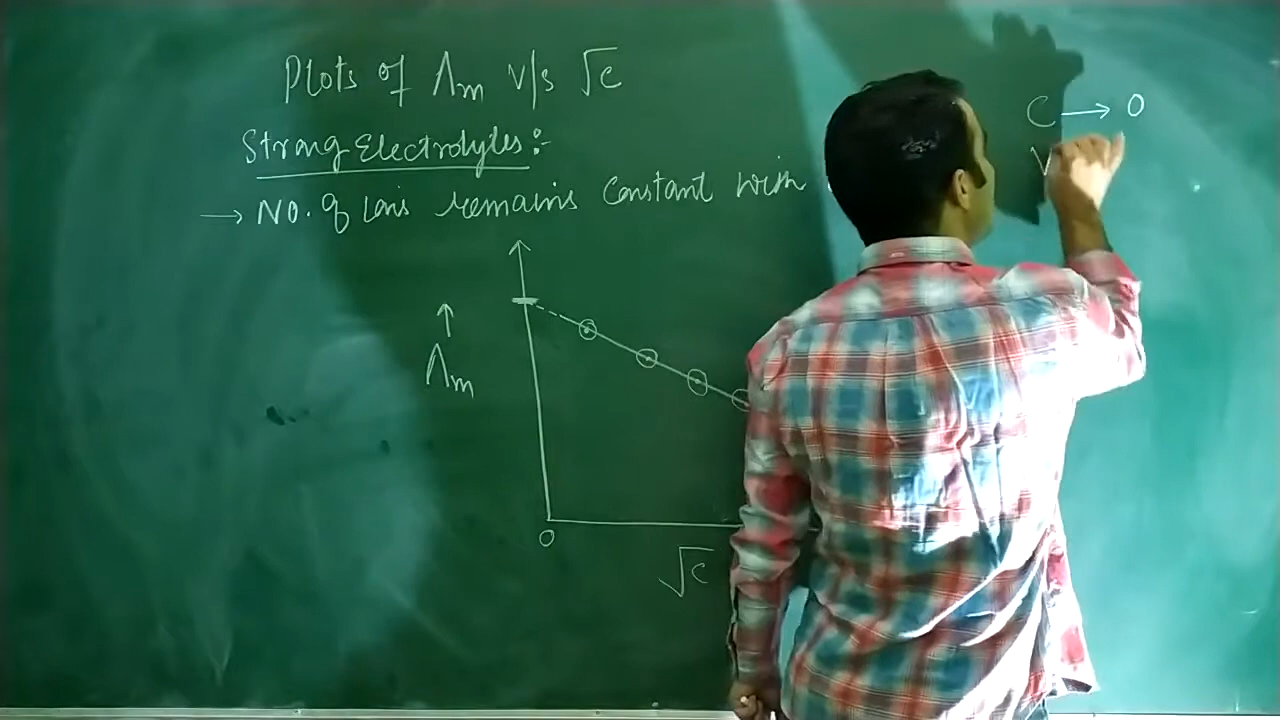 Plots of Λm v/s √c
C → 0
Strong Electrolytes:-
V
→ No. of ions remains constant with
Λm →
0
√c